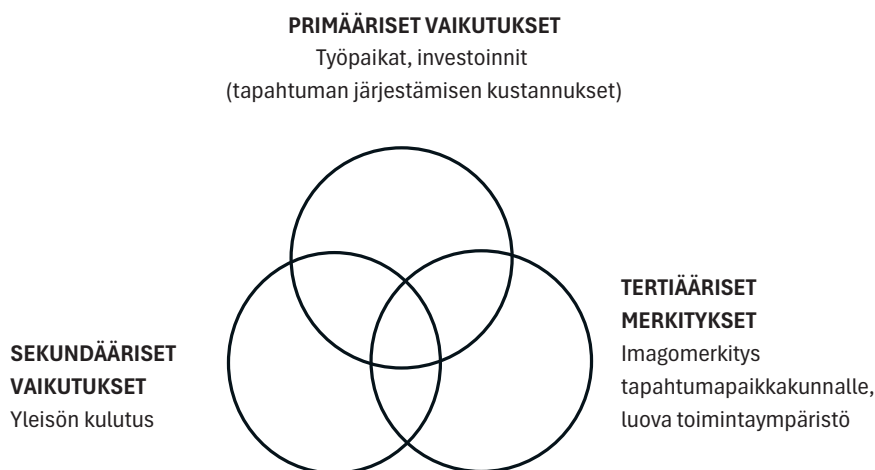 PRIMÄÄRISET VAIKUTUKSET
Työpaikat, investoinnit
(tapahtuman järjestämisen kustannukset)
TERTIÄÄRISET
MERKITYKSET
Imagomerkitys
tapahtumapaikkakunnalle,
luova toimintaympäristö
SEKUNDÄÄRISET
VAIKUTUKSET
Yleisön kulutus